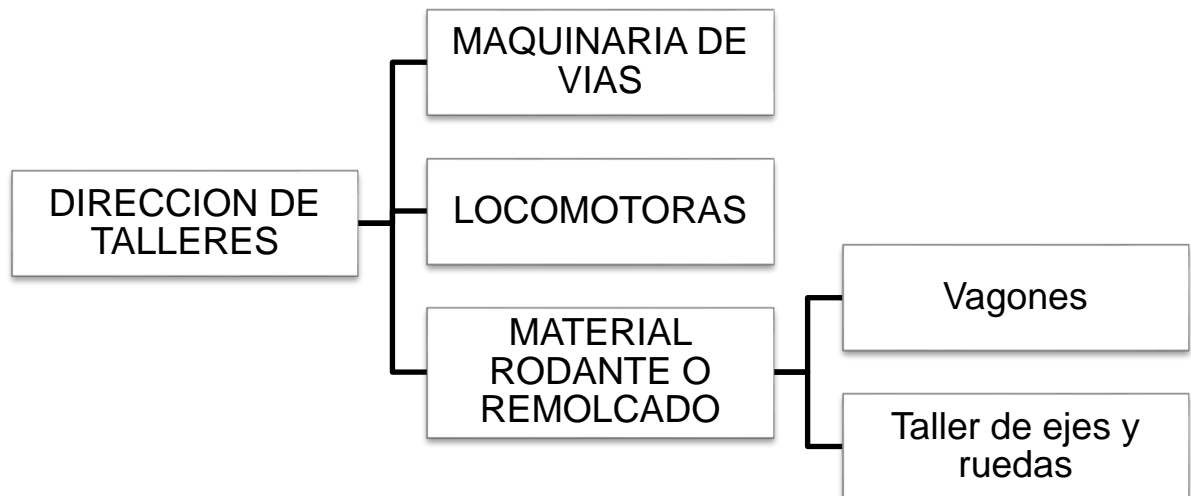 MAQUINARIA DE
VIAS
DIRECCION DE
TALLERES
LOCOMOTORAS
MATERIAL
RODANTE O
REMOLCADO
Vagones
Taller de ejes y
ruedas